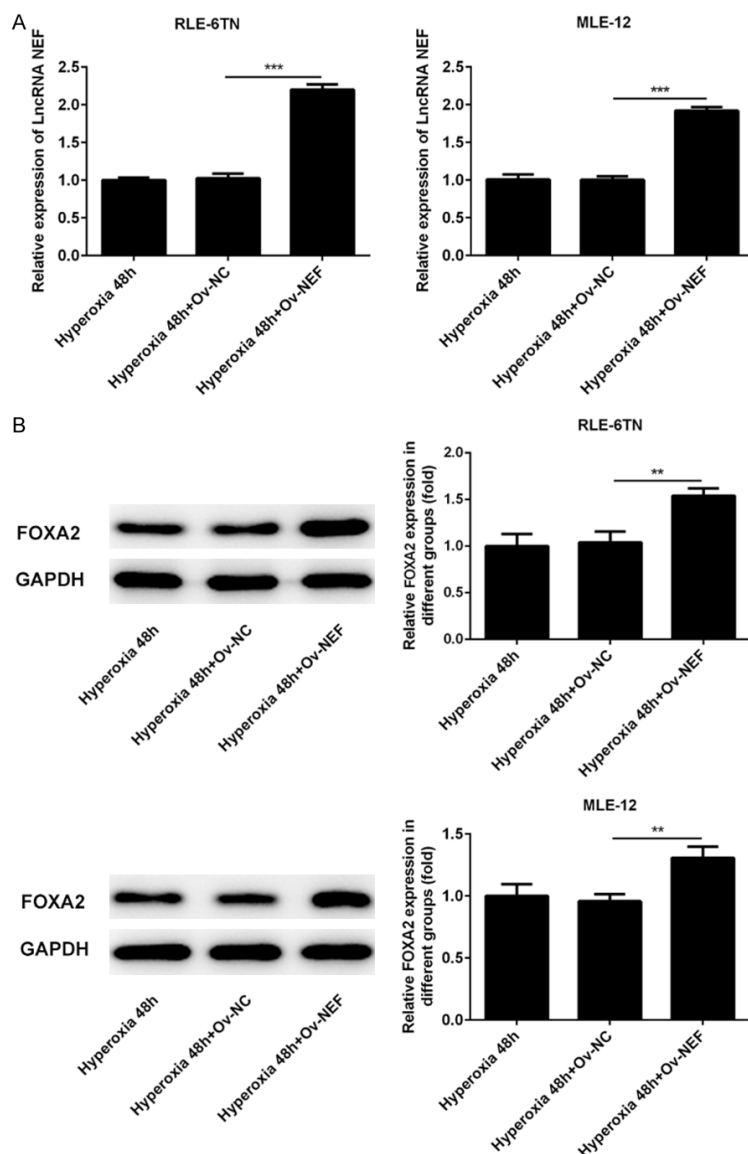 A
RLE-6TN
Relative expression of LncRNA NEF
2.5
2.0
1.5
1.0
0.5
0.0
***
Hyperoxia 48h
Hyperoxia 48h+Ov-NC
Hyperoxia 48h+Ov-NEF
MLE-12
Relative expression of LncRNA NEF
2.5
2.0
1.5
1.0
0.5
0.0
***
Hyperoxia 48h
Hyperoxia 48h+Ov-NC
Hyperoxia 48h+Ov-NEF
B
FOXA2
GAPDH
Hyperoxia 48h
Hyperoxia 48h+Ov-NC
Hyperoxia 48h+Ov-NEF
RLE-6TN
Relative FOXA2 expression in
different groups (fold)
2.0
1.5
1.0
0.5
0.0
**
Hyperoxia 48h
Hyperoxia 48h+Ov-NC
Hyperoxia 48h+Ov-NEF
FOXA2
GAPDH
Hyperoxia 48h
Hyperoxia 48h+Ov-NC
Hyperoxia 48h+Ov-NEF
MLE-12
Relative FOXA2 expression in
different groups (fold)
1.5
1.0
0.5
0.0
**
Hyperoxia 48h
Hyperoxia 48h+Ov-NC
Hyperoxia 48h+Ov-NEF